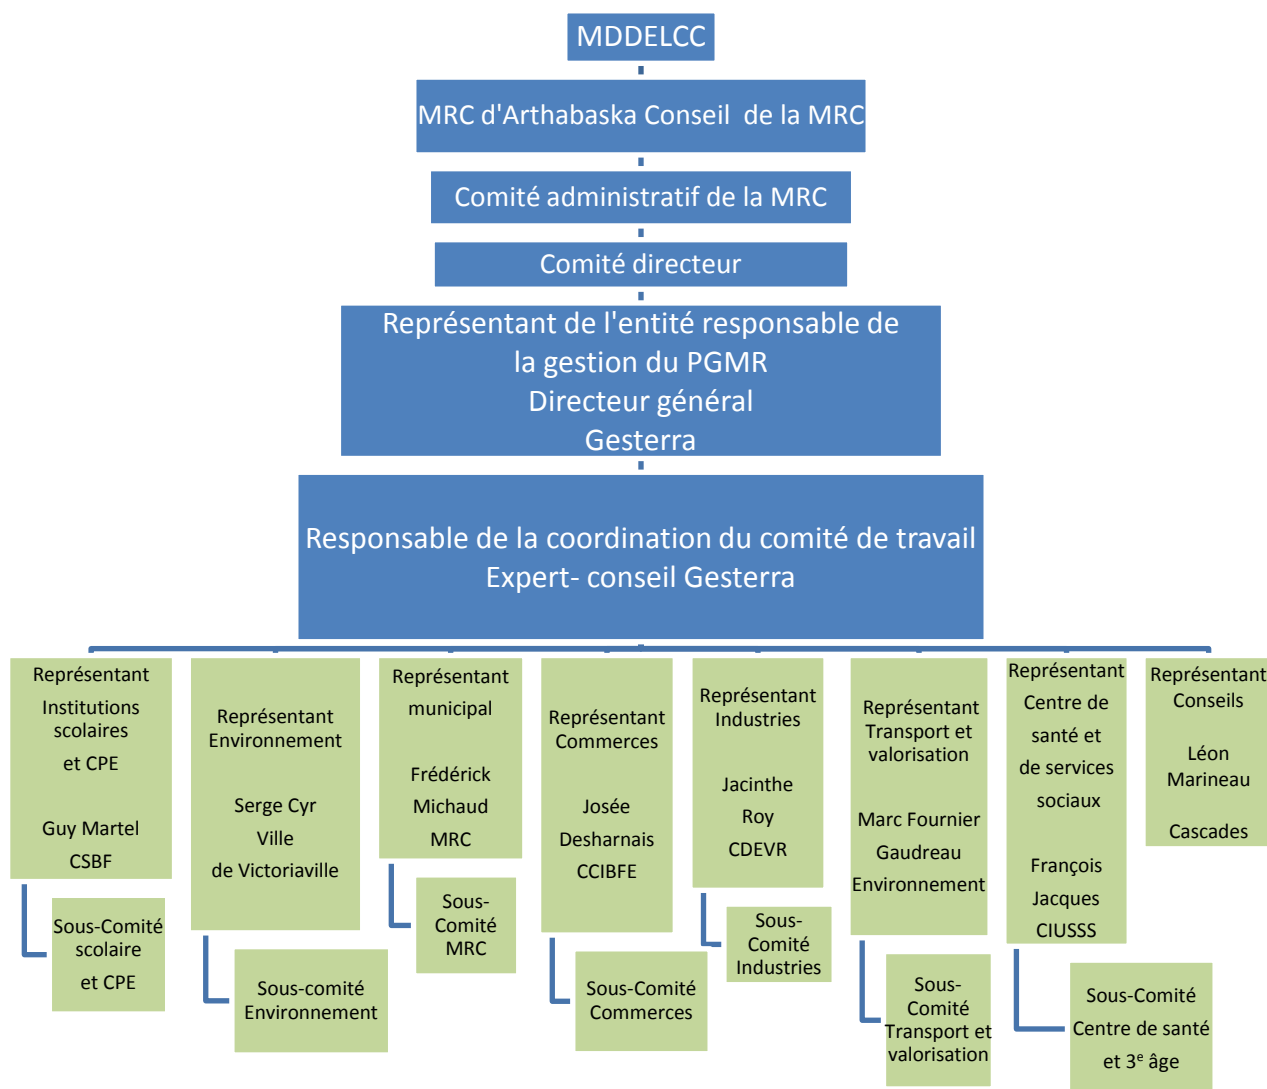 MDDELCC
MRC d'Arthabaska Conseil de la MRC
Comité administratif de la MRC
Comité directeur
Représentant de l'entité responsable de
la gestion du PGMR
Directeur général
Gesterra
Responsable de la coordination du comité de travail
Expert- conseil Gesterra
Représentant
Institutions
scolaires
et CPE
Guy Martel
CSBF
Sous-Comité
scolaire
et CPE
Représentant
Environnement
Serge Cyr
Ville
de Victoriaville
Sous-comité
Environnement
Représentant
municipal
Frédérick
Michaud
MRC
Sous-
Comité
MRC
Représentant
Commerces
Josée
Desharnais
CCIBFE
Sous-Comité
Commerces
Représentant
Industries
Jacinthe
Roy
CDEVR
Sous-
Comité
Industries
Représentant
Transport et
valorisation
Marc Fournier
Gaudreau
Environnement
Sous-
Comité
Transport et
valorisation
Représentant
Centre de
santé et
de services
sociaux
François
Jacques
CIUSSS
Sous-Comité
Centre de santé
et 3e âge
Représentant
Conseils
Léon
Marineau
Cascades